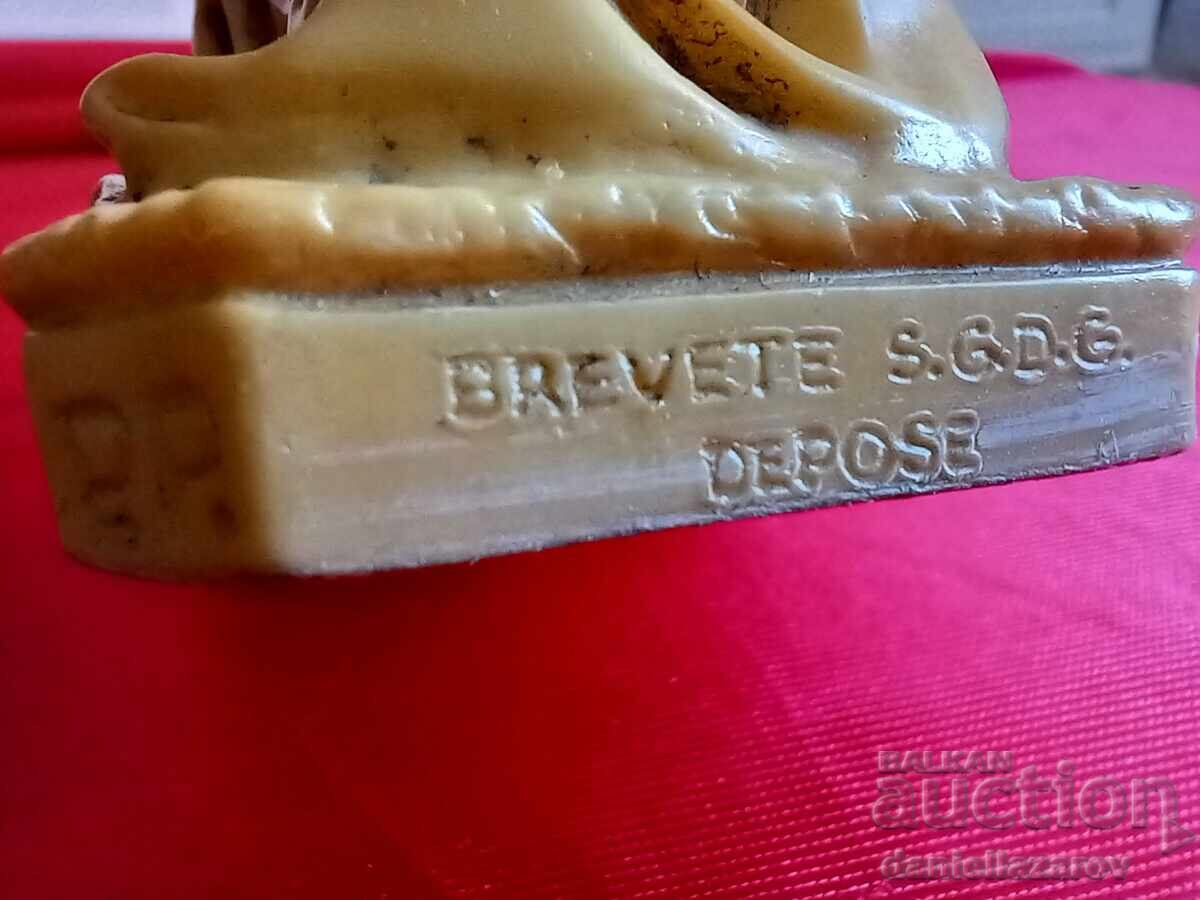 BREVETE S.G.D.G.
DEPOSE
BALKAN
auction
daniellazarov